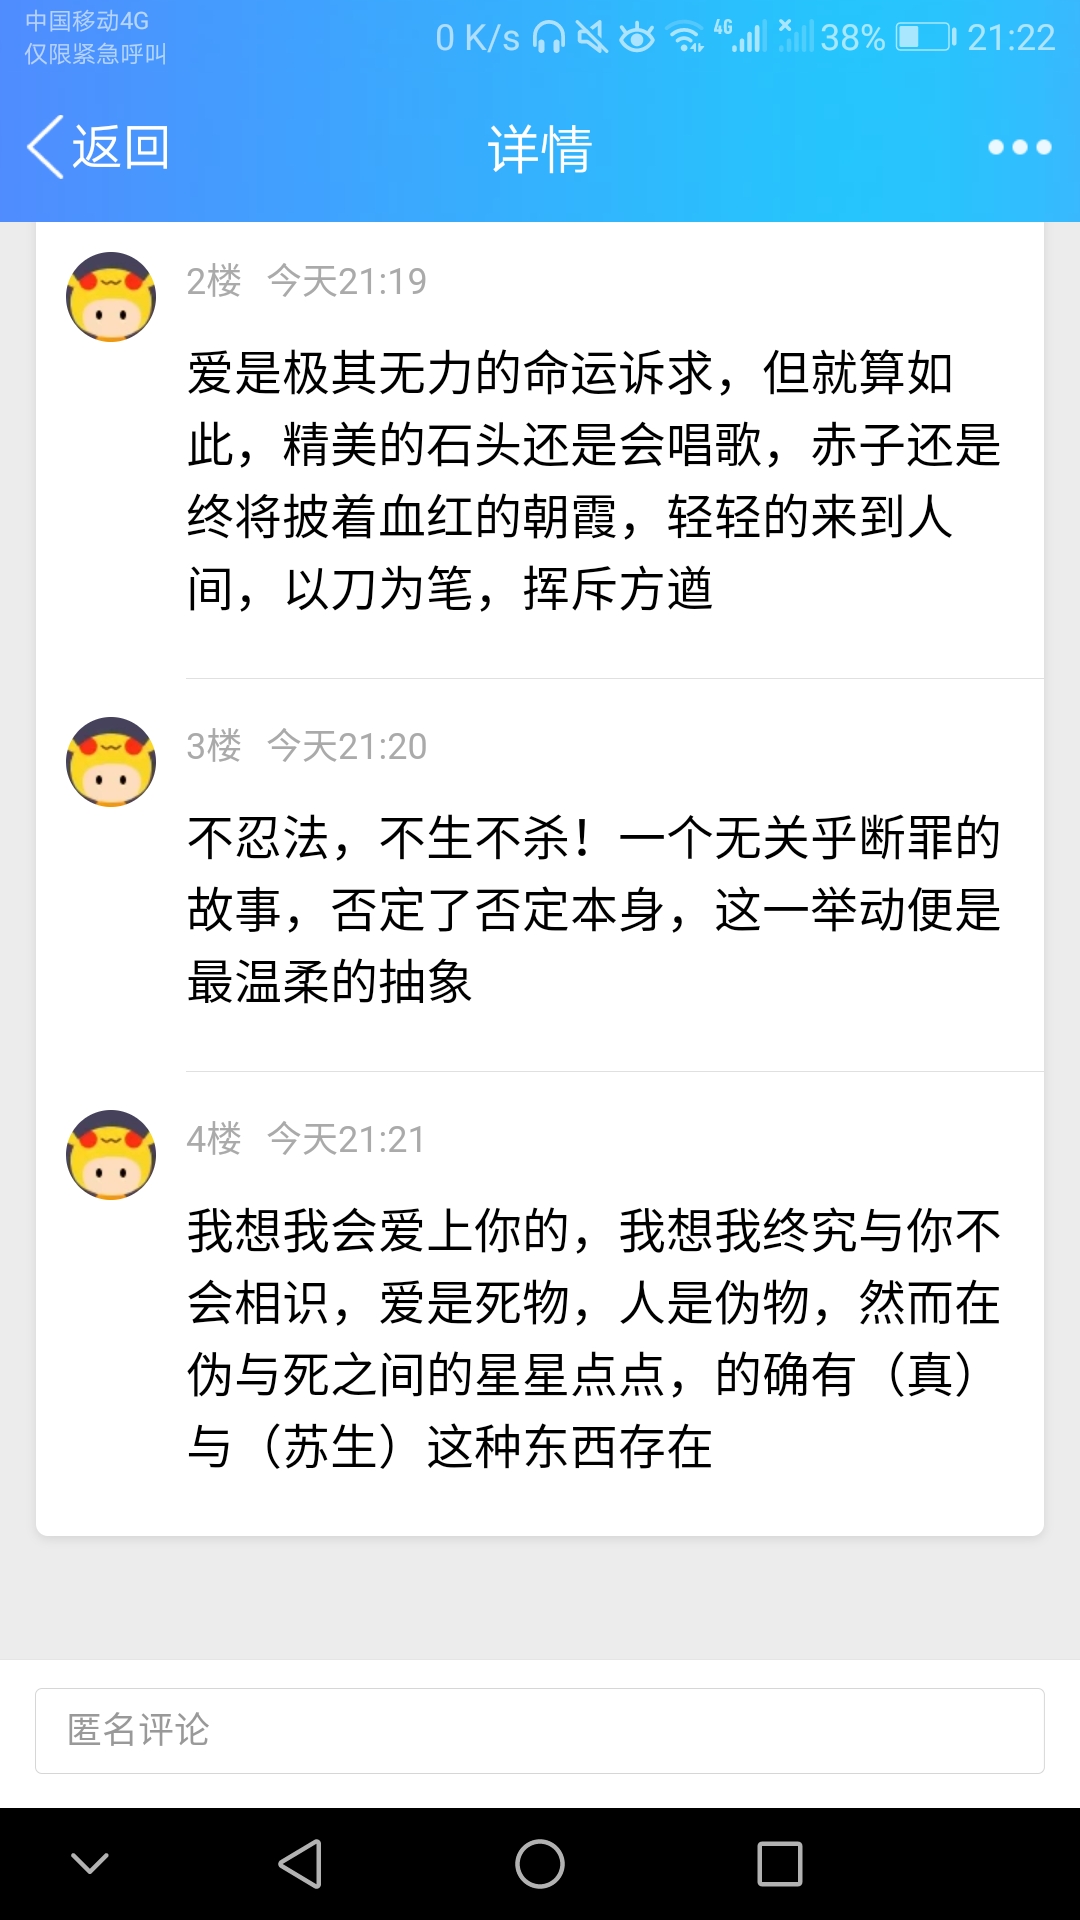 中国移动4G
仅限紧急呼叫
0 K/s 4G 38% 21:22
返回 详情
2楼 今天21:19
爱是极其无力的命运诉求，但就算如
此，精美的石头还是会唱歌，赤子还是
终将披着血红的朝霞，轻轻的来到人
间，以刀为笔，挥斥方遒
3楼 今天21:20
不忍法，不生不杀！一个无关乎断罪的
故事，否定了否定本身，这一举动便是
最温柔的抽象
4楼 今天21:21
我想我会爱上你的，我想我终究与你不
会相识，爱是死物，人是伪物，然而在
伪与死之间的星星点点，的确有（真）
与（苏生）这种东西存在
匿名评论